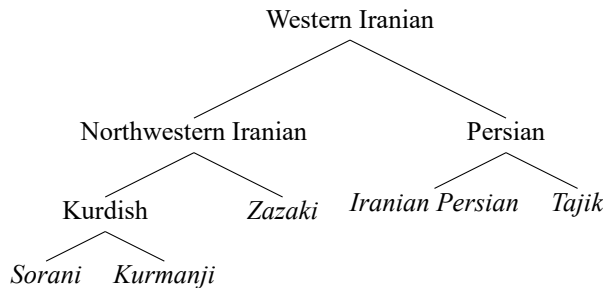 Western Iranian
Northwestern Iranian Persian
Kurdish Zazaki Iranian Persian Tajik
Sorani Kurmanji